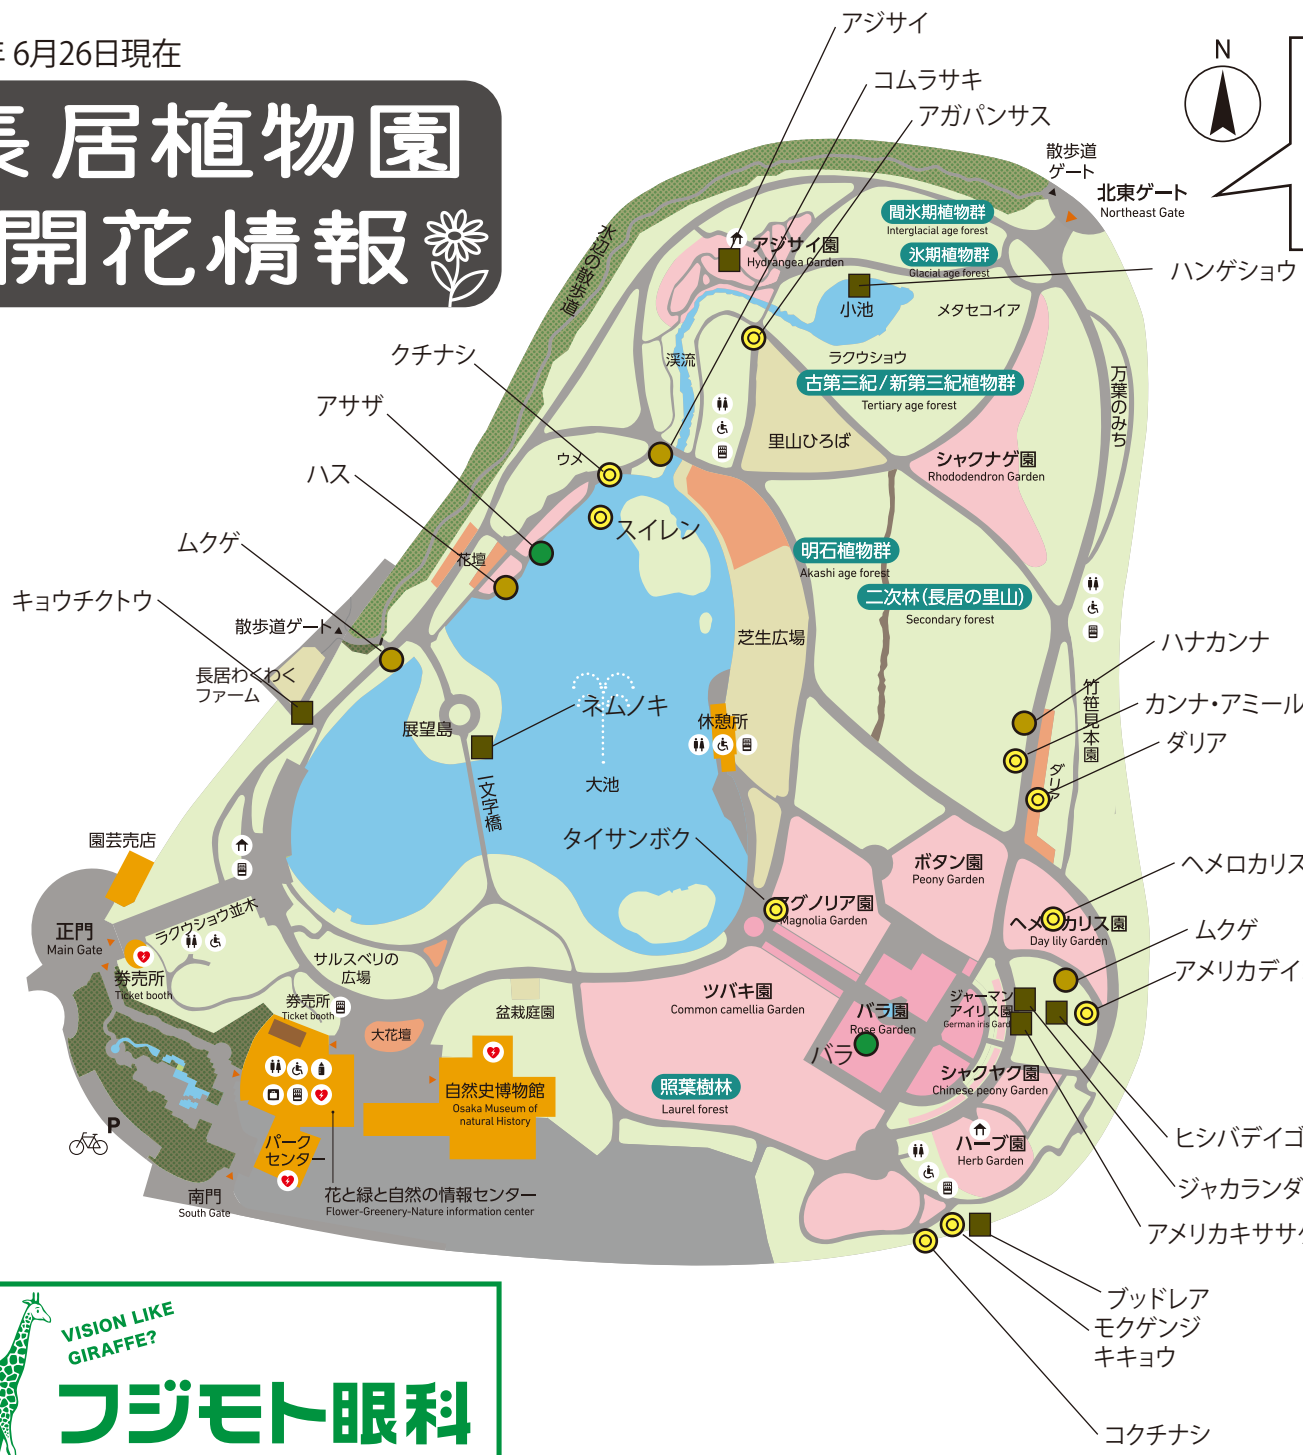 6月26日現在
長居植物園
開花情報
アジサイ
コムラサキ
アガパンサス
N
散歩道
ゲート
北東ゲート
Northeast Gate
間氷期植物群
Interglacial age forest
氷期植物群
Glacial age forest
水辺の散歩道
アジサイ園
Hydrangea Garden
ハンゲショウ
小池
メタセコイア
ラクウショウ
渓流
古第三紀/新第三紀植物群
Tertiary age forest
万葉のみち
クチナシ
アサザ
ハス
ムクゲ
キョウチクトウ
ウメ
里山ひろば
シャクナゲ園
Rhododendron Garden
スイレン
花壇
明石植物群
Akashi age forest
二次林(長居の里山)
Secondary forest
散歩道ゲート
長居わくわく
ファーム
芝生広場
ハナカンナ
カンナ・アミール
ダリア
竹笹見本園
ダリア
展望島
ネムノキ
休憩所
一文字橋
大池
タイサンボク
園芸売店
ボタン園
Peony Garden
マグノリア園
Magnolia Garden
ヘメロカリス
ヘメロカリス園
Day lily Garden
ムクゲ
アメリカデイ
正門
Main Gate
ラクウショウ並木
券売所
Ticket booth
サルスベリの
広場
券売所
Ticket booth
大花壇
盆栽庭園
ツバキ園
Common camellia Garden
バラ園
Rose Garden
バラ
ジャーマン
アイリス園
German iris Gard
シャクヤク園
Chinese peony Garden
自然史博物館
Osaka Museum of
natural History
照葉樹林
Laurel forest
ハーブ園
Herb Garden
P
パーク
センター
南門
South Gate
花と緑と自然の情報センター
Flower-Greenery-Nature information center
ヒシバデイゴ
ジャカランダ
アメリカキササゲ
ブッドレア
モクゲンジ
キキョウ
コクチナシ
VISION LIKE
GIRAFFE?
フジモト眼科